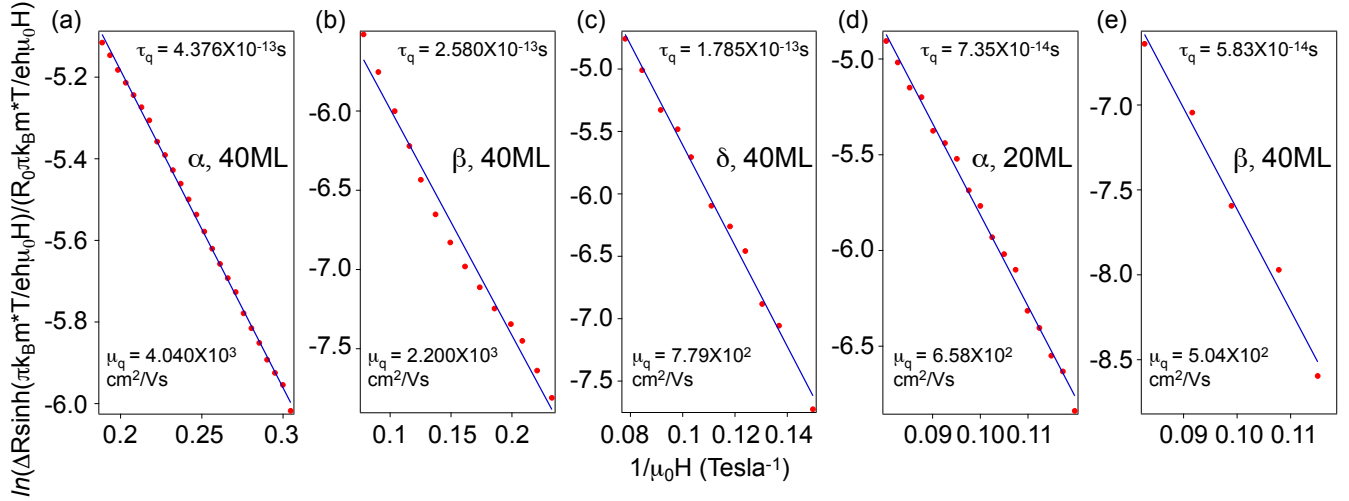 (a)
τq = 4.376X10⁻¹³s
α, 40ML
μq = 4.040X10³
cm²/Vs
-5.2
-5.4
-5.6
-5.8
-6.0
0.2
0.3
(b)
τq = 2.580X10⁻¹³s
β, 40ML
μq = 2.200X10³
cm²/Vs
-6.0
-6.5
-7.0
-7.5
0.1
0.2
(c)
τq = 1.785X10⁻¹³s
δ, 40ML
μq = 7.79X10²
cm²/Vs
-5.0
-5.5
-6.0
-6.5
-7.0
-7.5
0.08
0.1
0.12
0.14
(d)
τq = 7.35X10⁻¹⁴s
α, 20ML
μq = 6.58X10²
cm²/Vs
-5.0
-5.5
-6.0
-6.5
0.09
0.10
0.11
(e)
τq = 5.83X10⁻¹⁴s
β, 40ML
μq = 5.04X10²
cm²/Vs
-7.0
-7.5
-8.0
-8.5
0.09
0.10
0.11
ln(ΔRsinh(πkBm*T/ehμ0H)/(R0πkBm*T/ehμ0H)
1/μ0H (Tesla⁻¹)